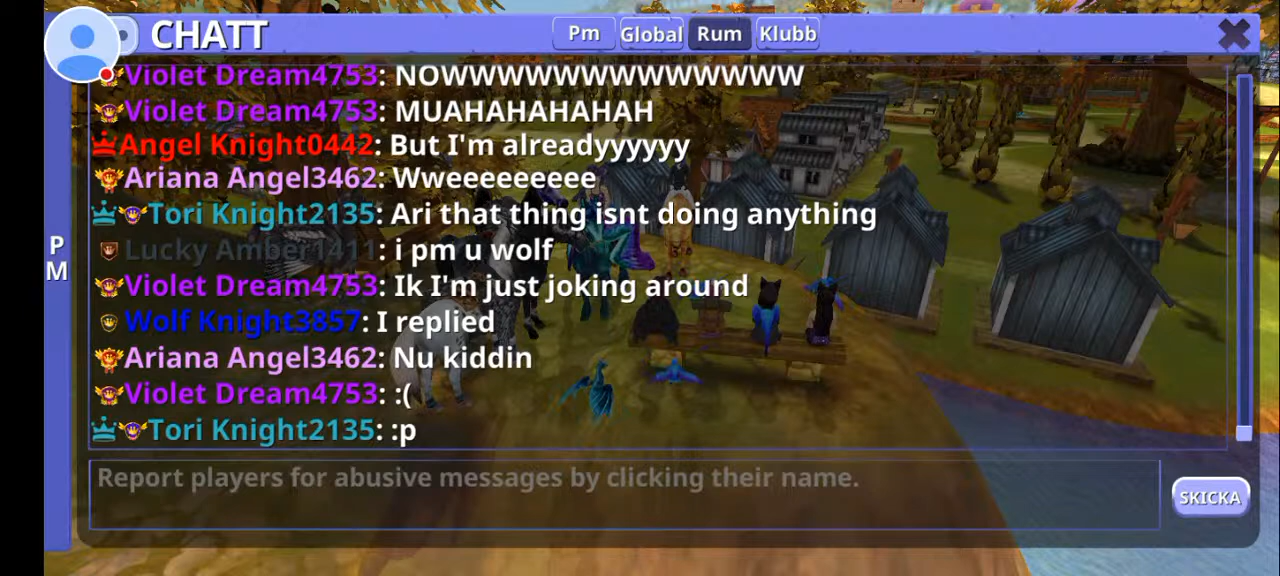 CHATT
Pm Global Rum Klubb
Violet Dream4753: NOWWWWWWWWWWWWW
Violet Dream4753: MUAHAHAHAHAH
Angel Knight0442: But I'm alreadyyyyyy
Ariana Angel3462: Wweeeeeeeee
Tori Knight2135: Ari that thing isnt doing anything
Lucky Amber1411: i pm u wolf
Violet Dream4753: Ik I'm just joking around
Wolf Knight3857: I replied
Ariana Angel3462: Nu kiddin
Violet Dream4753: :(
Tori Knight2135: :p
PM
Report players for abusive messages by clicking their name.
SKICKA